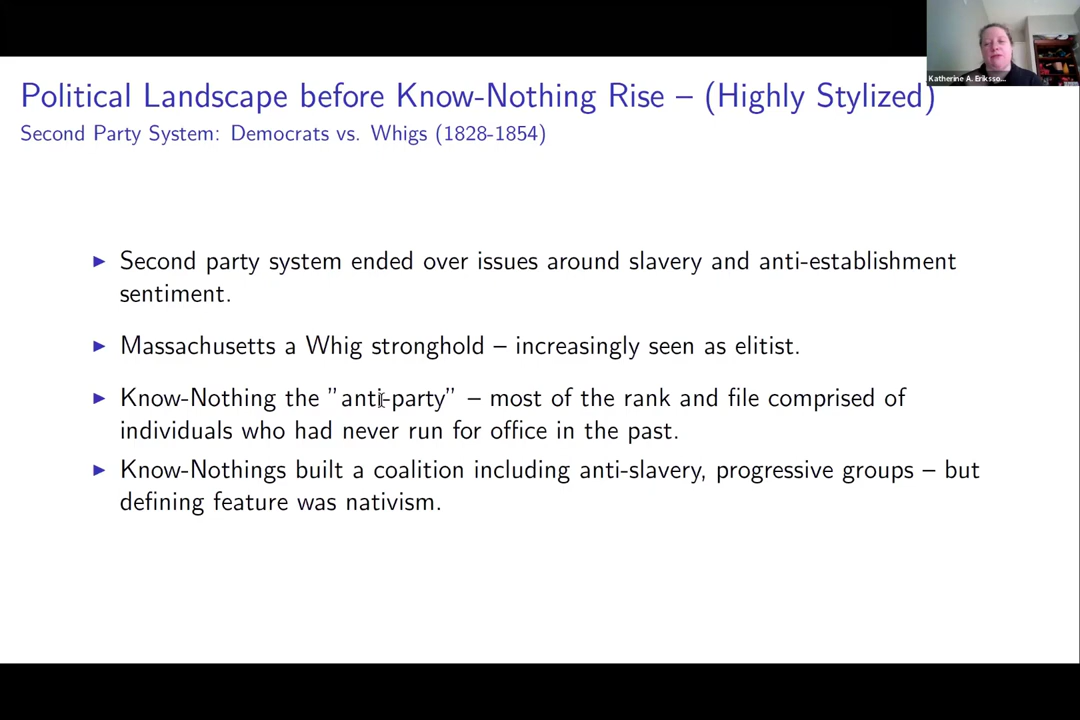 Katherine A. Eriksso...
Political Landscape before Know-Nothing Rise – (Highly Stylized)
Second Party System: Democrats vs. Whigs (1828-1854)
Second party system ended over issues around slavery and anti-establishment
sentiment.
Massachusetts a Whig stronghold – increasingly seen as elitist.
Know-Nothing the "anti-party" – most of the rank and file comprised of
individuals who had never run for office in the past.
Know-Nothings built a coalition including anti-slavery, progressive groups – but
defining feature was nativism.